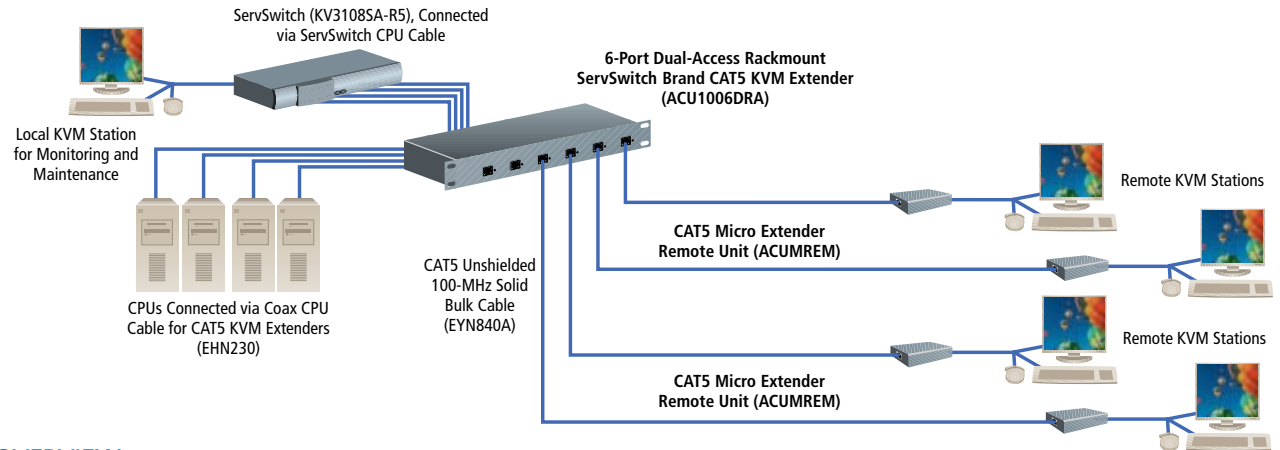 ServSwitch (KV3108SA-R5), Connected
via ServSwitch CPU Cable
6-Port Dual-Access Rackmount
ServSwitch Brand CAT5 KVM Extender
(ACU1006DRA)
Local KVM Station
for Monitoring and
Maintenance
Remote KVM Stations
CAT5 Micro Extender
Remote Unit (ACUMREM)
CAT5 Unshielded
100-MHz Solid
Bulk Cable
(EYN840A)
CPUs Connected via Coax CPU
Cable for CAT5 KVM Extenders
(EHN230)
Remote KVM Stations
CAT5 Micro Extender
Remote Unit (ACUMREM)